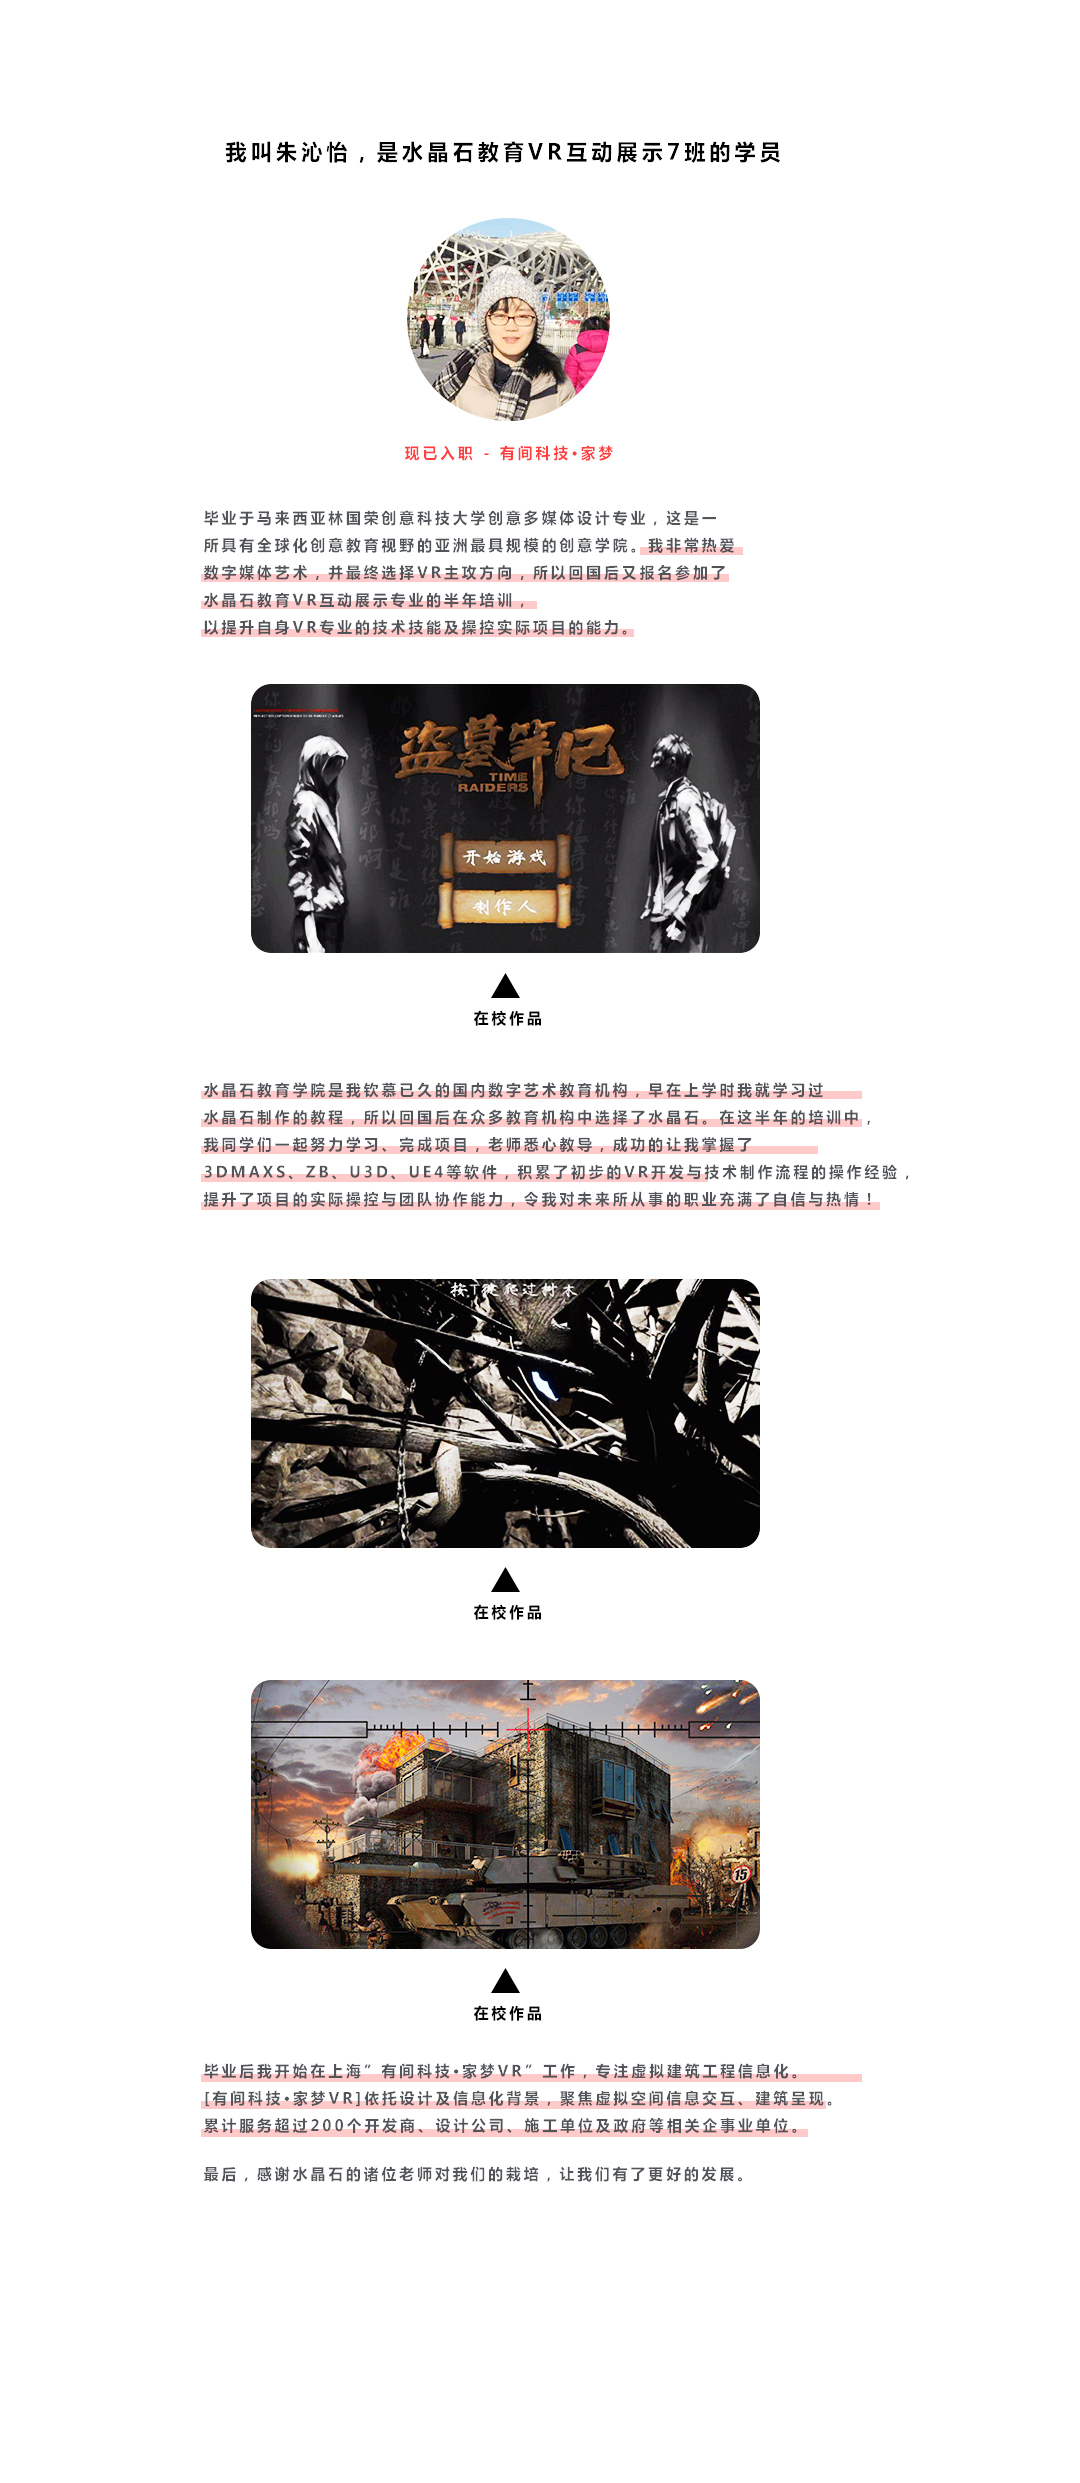 我叫朱沁怡，是水晶石教育VR互动展示7班的学员
现已入职 - 有间科技•家梦
毕业于马来西亚林国荣创意科技大学创意多媒体设计专业，这是一
所具有全球化创意教育视野的亚洲最具规模的创意学院。我非常热爱
数字媒体艺术，并最终选择VR主攻方向，所以回国后又报名参加了
水晶石教育VR互动展示专业的半年培训，
以提升自身VR专业的技术技能及操控实际项目的能力。
盗墓笔记
TIME
RAIDERS
开始游戏
制作人
在校作品
水晶石教育学院是我钦慕已久的国内数字艺术教育机构，早在上学时我就学习过
水晶石制作的教程，所以回国后在众多教育机构中选择了水晶石。在这半年的培训中，
我同学们一起努力学习、完成项目，老师悉心教导，成功的让我掌握了
3DMAXS、ZB、U3D、UE4等软件，积累了初步的VR开发与技术制作流程的操作经验，
提升了项目的实际操控与团队协作能力，令我对未来所从事的职业充满了自信与热情！
按T键爬过树木
在校作品
15
在校作品
毕业后我开始在上海”有间科技•家梦VR”工作，专注虚拟建筑工程信息化。
[有间科技•家梦VR]依托设计及信息化背景，聚焦虚拟空间信息交互、建筑呈现。
累计服务超过200个开发商、设计公司、施工单位及政府等相关企事业单位。
最后，感谢水晶石的诸位老师对我们的栽培，让我们有了更好的发展。